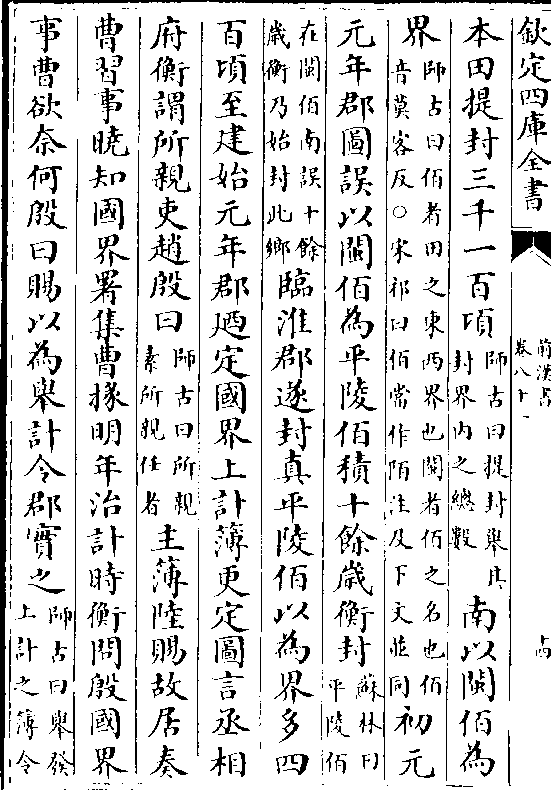 欽定四庫全書
前漢書
卷八十一
本田提封三千一百頃師古曰提封舉其封界內之總數南以閩佰為
界師古曰佰者田之東西界也閩者佰之名也佰音莫客反○宋祁曰佰當作陌注及下文並同初元
元年郡圖誤以閩佰為平陵佰積十餘歲衡封蘇林曰平陵佰
在閩佰南誤十餘歲衡乃始封此鄉臨淮郡遂封真平陵佰以為界多四
百頃至建始元年郡廼定國界上計簿更定圖言丞相
府衡謂所親吏趙殷曰師古曰所親素所親任者主簿陸賜故居奏
曹習事曉知國界署集曹掾明年治計時衡問殷國界
事曹欲奈何殷曰賜以為舉計令郡實之師古曰舉發上計之簿令